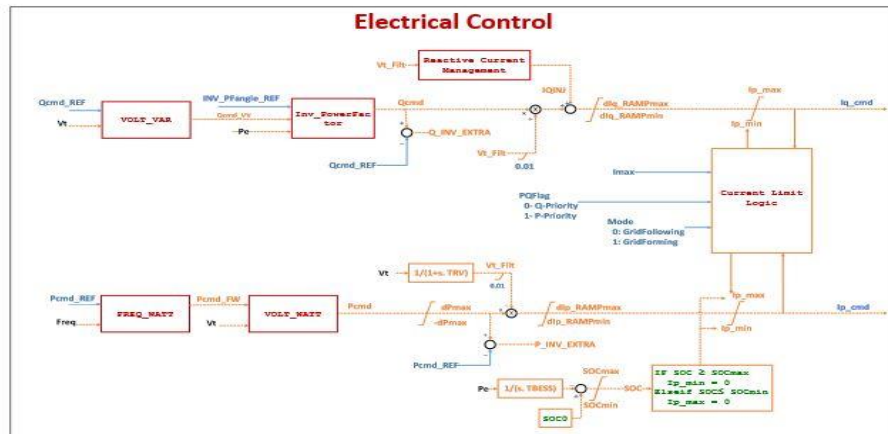 Electrical Control
Reactive Current
Management
Vt_Filt
IQINJ
dIq_RAMPmax
dIq_RAMPmin
Ip_max
Ip_min
Iq_cmd
Qcmd_REF
Vt
VOLT_VAR
INV_PFangle_REF
Qcmd_VV
Pe
Inv_PowerFac
tor
Qcmd
Q_INV_EXTRA
Qcmd_REF
Vt_Filt
0.01
Imax
PQFlag
0- Q-Priority
1- P-Priority
Mode
0: GridFollowing
1: GridForming
Current Limit
Logic
Vt
1/(1+s. TRV)
Vt_Filt
0.01
Pcmd_REF
Freq
FREQ_WATT
Pcmd_FW
Vt
VOLT_WATT
Pcmd
dPmax
-dPmax
dIp_RAMPmax
dIp_RAMPmin
Ip_max
Ip_min
Ip_cmd
Pcmd_REF
P_INV_EXTRA
Pe
1/(s. TBESS)
SOC0
SOCmax
SOCmin
SOC
IF SOC ≥ SOCmax
Ip_min = 0
Elseif SOC≤ SOCmin
Ip_max = 0